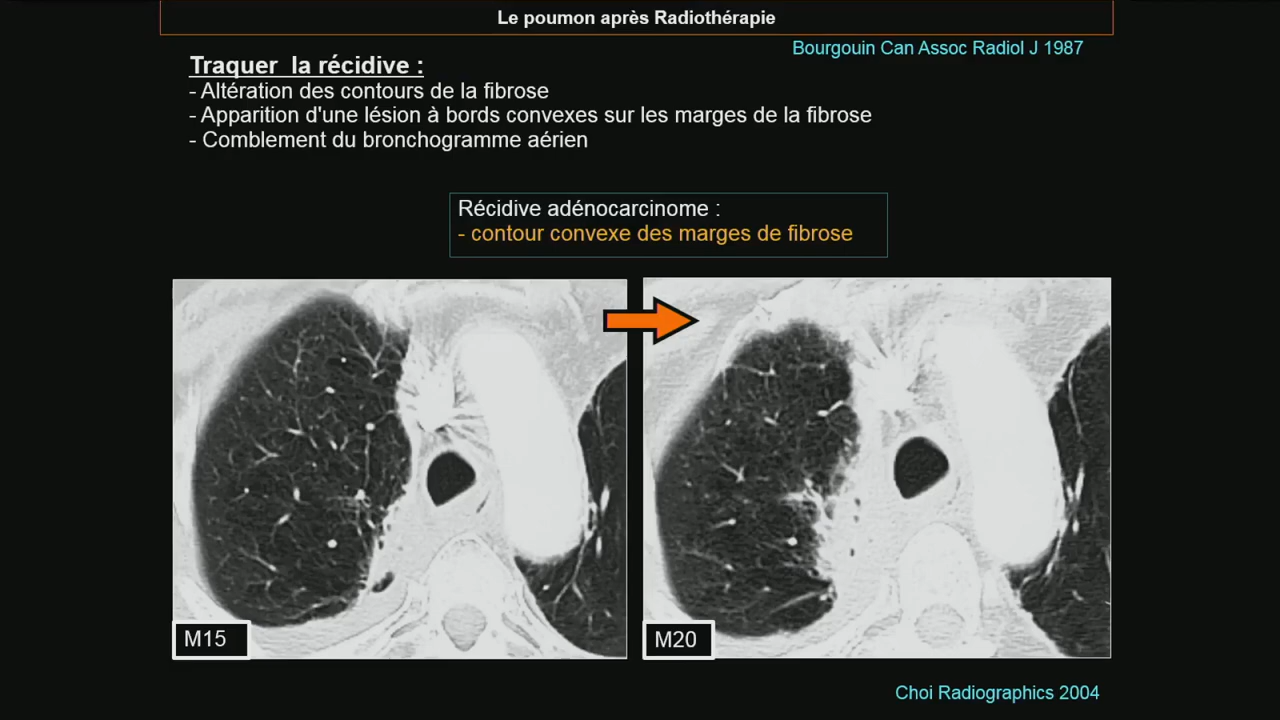 Le poumon après Radiothérapie
Bourgouin Can Assoc Radiol J 1987
Traquer la récidive :
- Altération des contours de la fibrose
- Apparition d'une lésion à bords convexes sur les marges de la fibrose
- Comblement du bronchogramme aérien
Récidive adénocarcinome :
- contour convexe des marges de fibrose
M15
M20
Choi Radiographics 2004